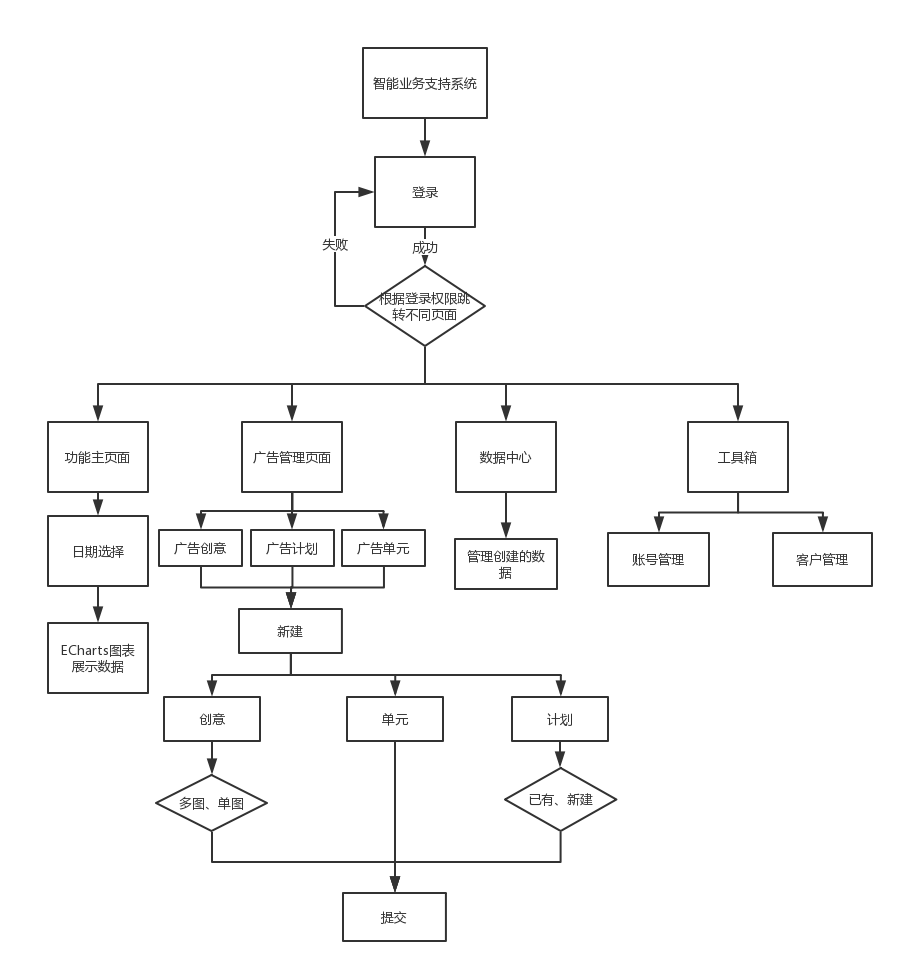 智能业务支持系统
登录
失败
成功
根据登录权限跳
转不同页面
功能主页面
广告管理页面
数据中心
工具箱
日期选择
广告创意
广告计划
广告单元
管理创建的数
据
账号管理
客户管理
新建
ECharts图表
展示数据
创意
单元
计划
多图、单图
已有、新建
提交